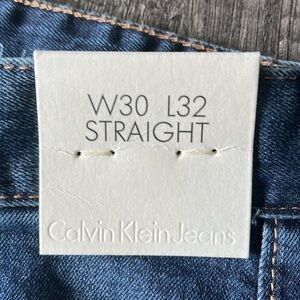 W30 L32
STRAIGHT
Calvin Klein Jeans